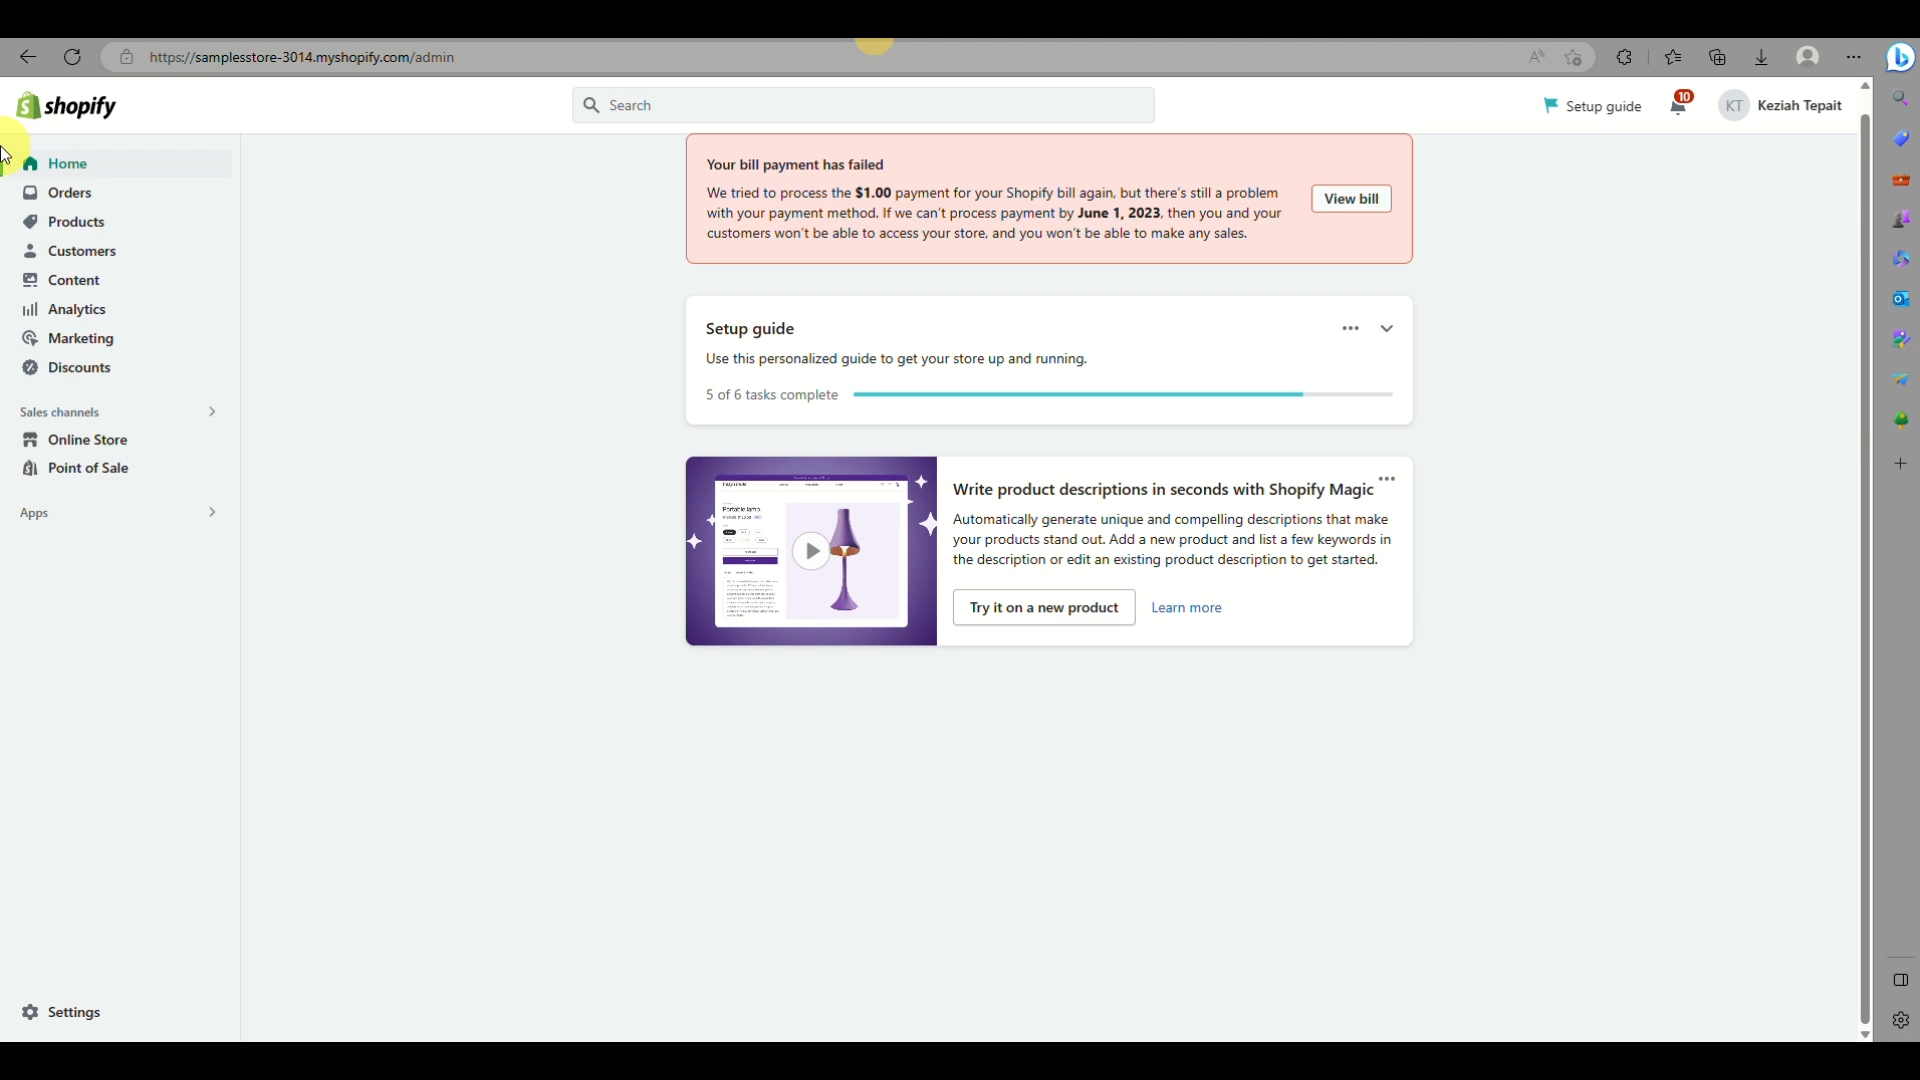 https://samplesstore-3014.myshopify.com/admin
shopify
Search
Setup guide
10
KT
Keziah Tepait
Home
Orders
Products
Customers
Content
Analytics
Marketing
Discounts
Sales channels
Online Store
Point of Sale
Apps
Settings
Your bill payment has failed
We tried to process the $1.00 payment for your Shopify bill again, but there's still a problem
with your payment method. If we can't process payment by June 1, 2023, then you and your
customers won't be able to access your store, and you won't be able to make any sales.
View bill
Setup guide
Use this personalized guide to get your store up and running.
5 of 6 tasks complete
Portable lamp
Write product descriptions in seconds with Shopify Magic
Automatically generate unique and compelling descriptions that make
your products stand out. Add a new product and list a few keywords in
the description or edit an existing product description to get started.
Try it on a new product
Learn more